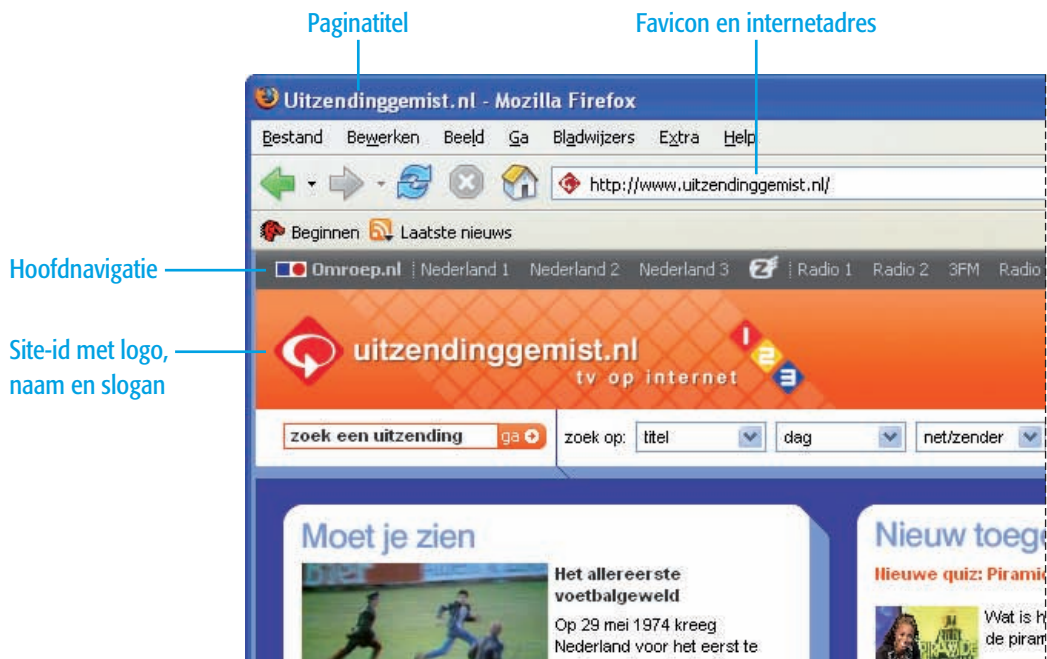 Paginatitel
Favicon en internetadres
Uitzendinggemist.nl - Mozilla Firefox
Bestand Bewerken Beeld Ga Bladwijzers Extra Help
http://www.uitzendinggemist.nl/
Beginnen Laatste nieuws
Hoofdnavigatie
Omroep.nl Nederland 1 Nederland 2 Nederland 3 Z Radio 1 Radio 2 3FM Radio
Site-id met logo,
naam en slogan
uitzendinggemist.nl
tv op internet
1
2
3
zoek een uitzending ga zoek op: titel dag net/zender
Moet je zien
Het allereerste
voetbalgeweld
Op 29 mei 1974 kreeg
Nederland voor het eerst te
Nieuw toege
Nieuwe quiz: Piramid
Wat is h
de piram